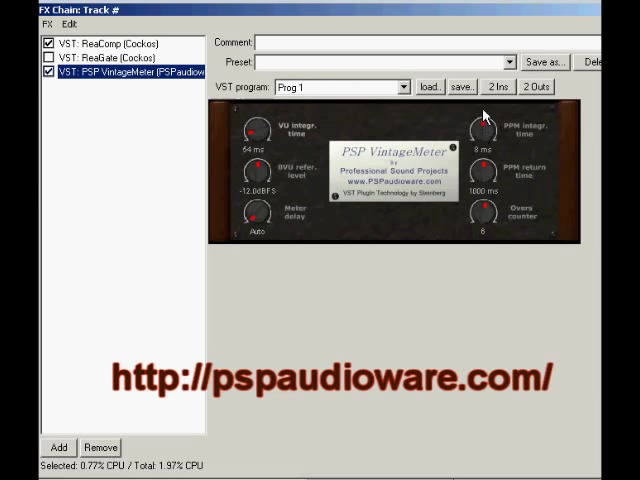 FX Chain: Track #
FX Edit
VST: ReaComp (Cockos)
VST: ReaGate (Cockos)
VST: PSP VintageMeter (PSPaudiow
Comment:
Preset: Save as... Dele
VST program: Prog 1 load.. save.. 2 Ins 2 Outs
VU integr. time
64 ms
BVU refer. level
-12.0dBFS
Meter delay
Auto
PSP VintageMeter
by
Professional Sound Projects
www.PSPaudioware.com
VST PlugIn Technology by Steinberg
PPM integr. time
8 ms
PPM return time
1000 ms
Overs counter
6
http://pspaudioware.com/
Add Remove
Selected: 0.77% CPU / Total: 1.97% CPU